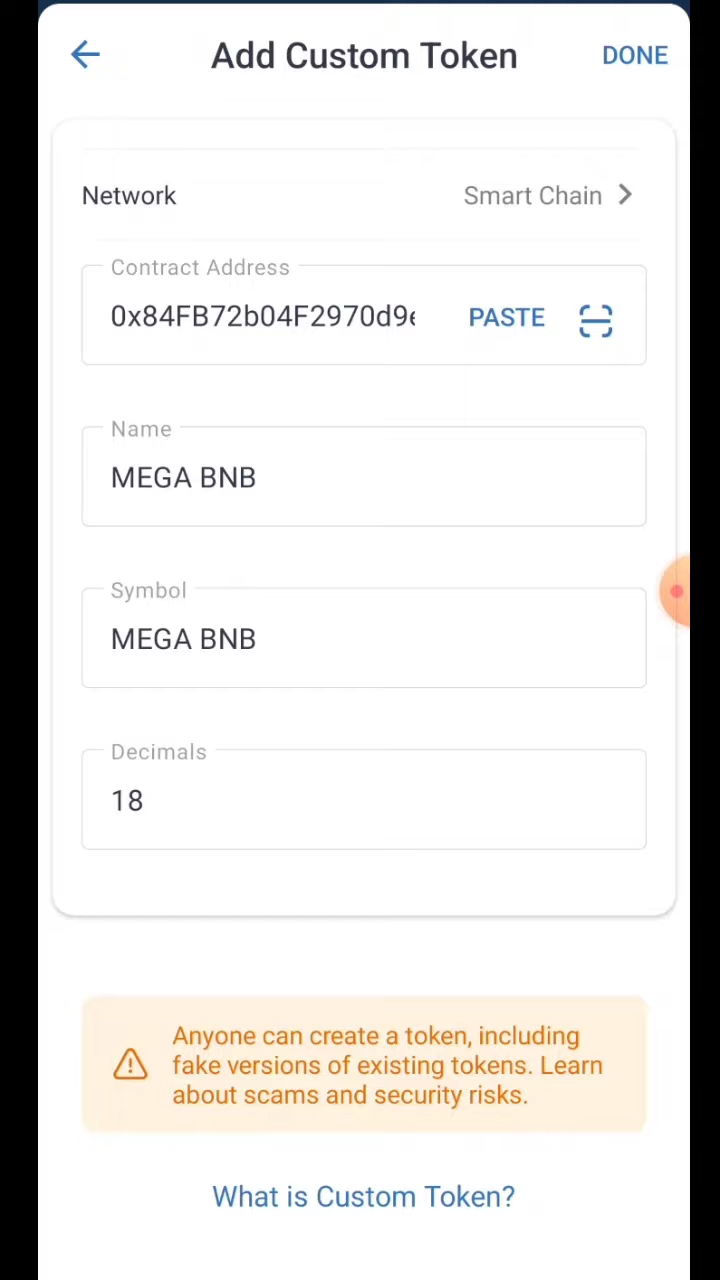 Add Custom Token
DONE
Network
Smart Chain
Contract Address
0x84FB72b04F2970d9e
PASTE
Name
MEGA BNB
Symbol
MEGA BNB
Decimals
18
Anyone can create a token, including
fake versions of existing tokens. Learn
about scams and security risks.
What is Custom Token?